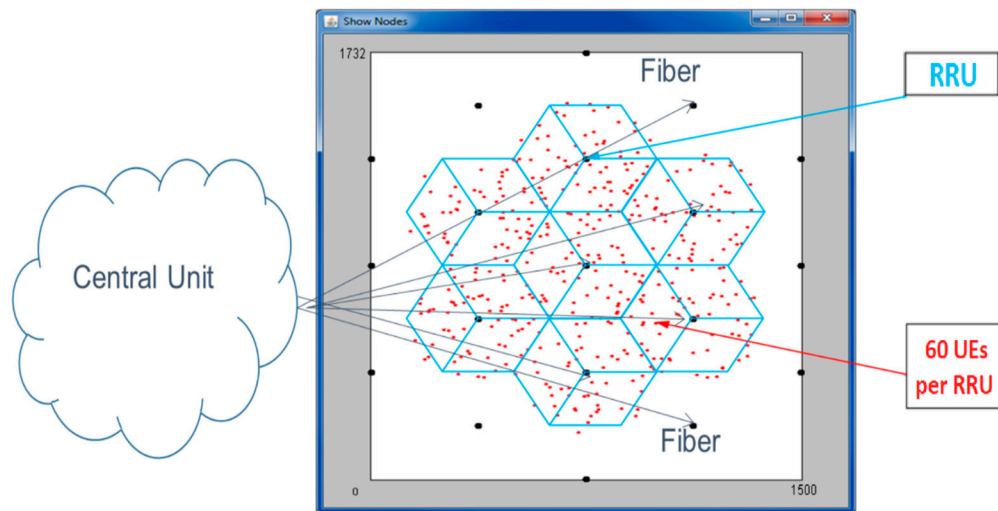 Show Nodes
1732
Fiber
RRU
Central Unit
60 UEs
per RRU
Fiber
0
1500